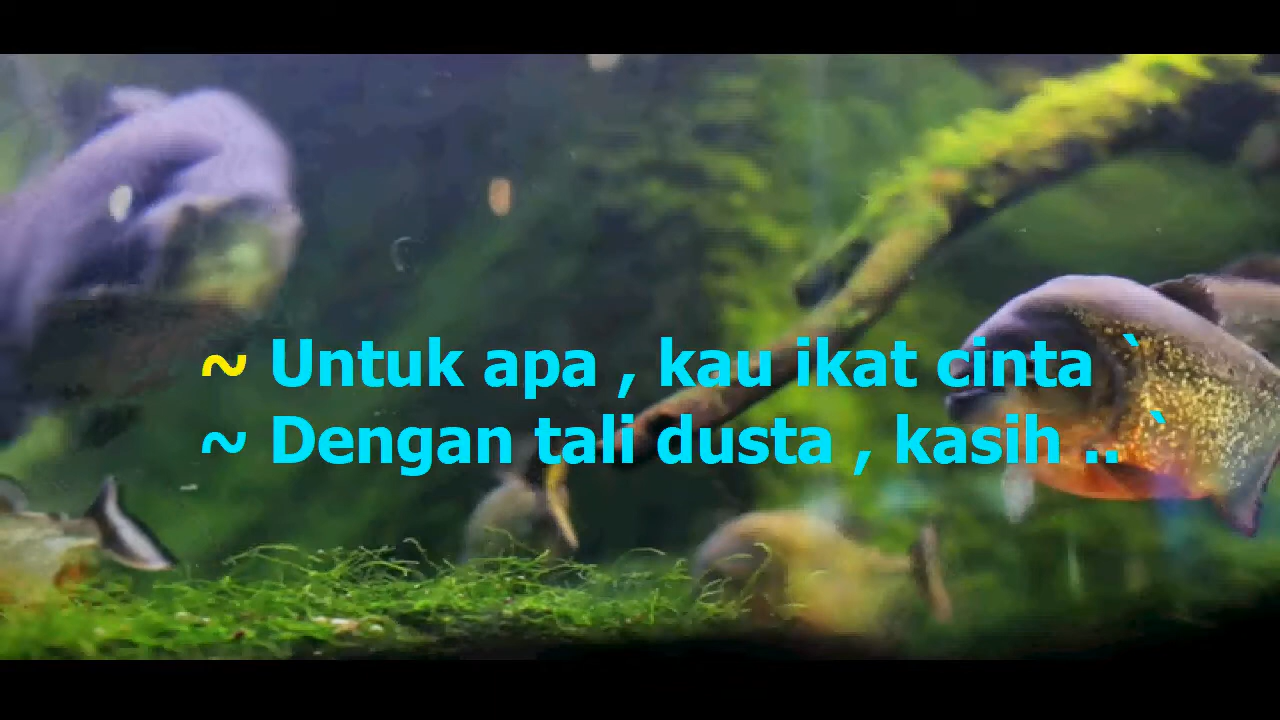 ~ Untuk apa , kau ikat cinta `
~ Dengan tali dusta , kasih .. `